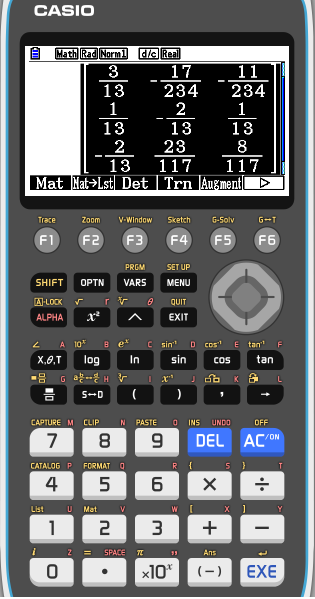 CASIO
Math Rad Norm1 d/c Real
3/13 -17/234 -11/234
1/13 -2/13 1/13
-2/13 23/117 8/117
Mat Mat→Lst Det Trn Augment ▷
Trace Zoom V-Window Sketch G-Solv G↔T
F1 F2 F3 F4 F5 F6
PRGM SET UP
SHIFT OPTN VARS MENU
A-LOCK √ r ˣ√ θ QUIT
ALPHA x² ^ EXIT
∠ A 10ˣ B eˣ C sin⁻¹ D cos⁻¹ E tan⁻¹ F
X,θ,T log ln sin cos tan
G H ³√ I x⁻¹ J K L
S↔D ( ) , →
CAPTURE M CLIP N PASTE O INS UNDO OFF
7 8 9 DEL AC/ON
CATALOG P FORMAT Q R { S } T
4 5 6 × ÷
List U Mat V W [ X ] Y
1 2 3 + −
i Z = SPACE π " Ans ↵
0 • ×10ˣ (−) EXE